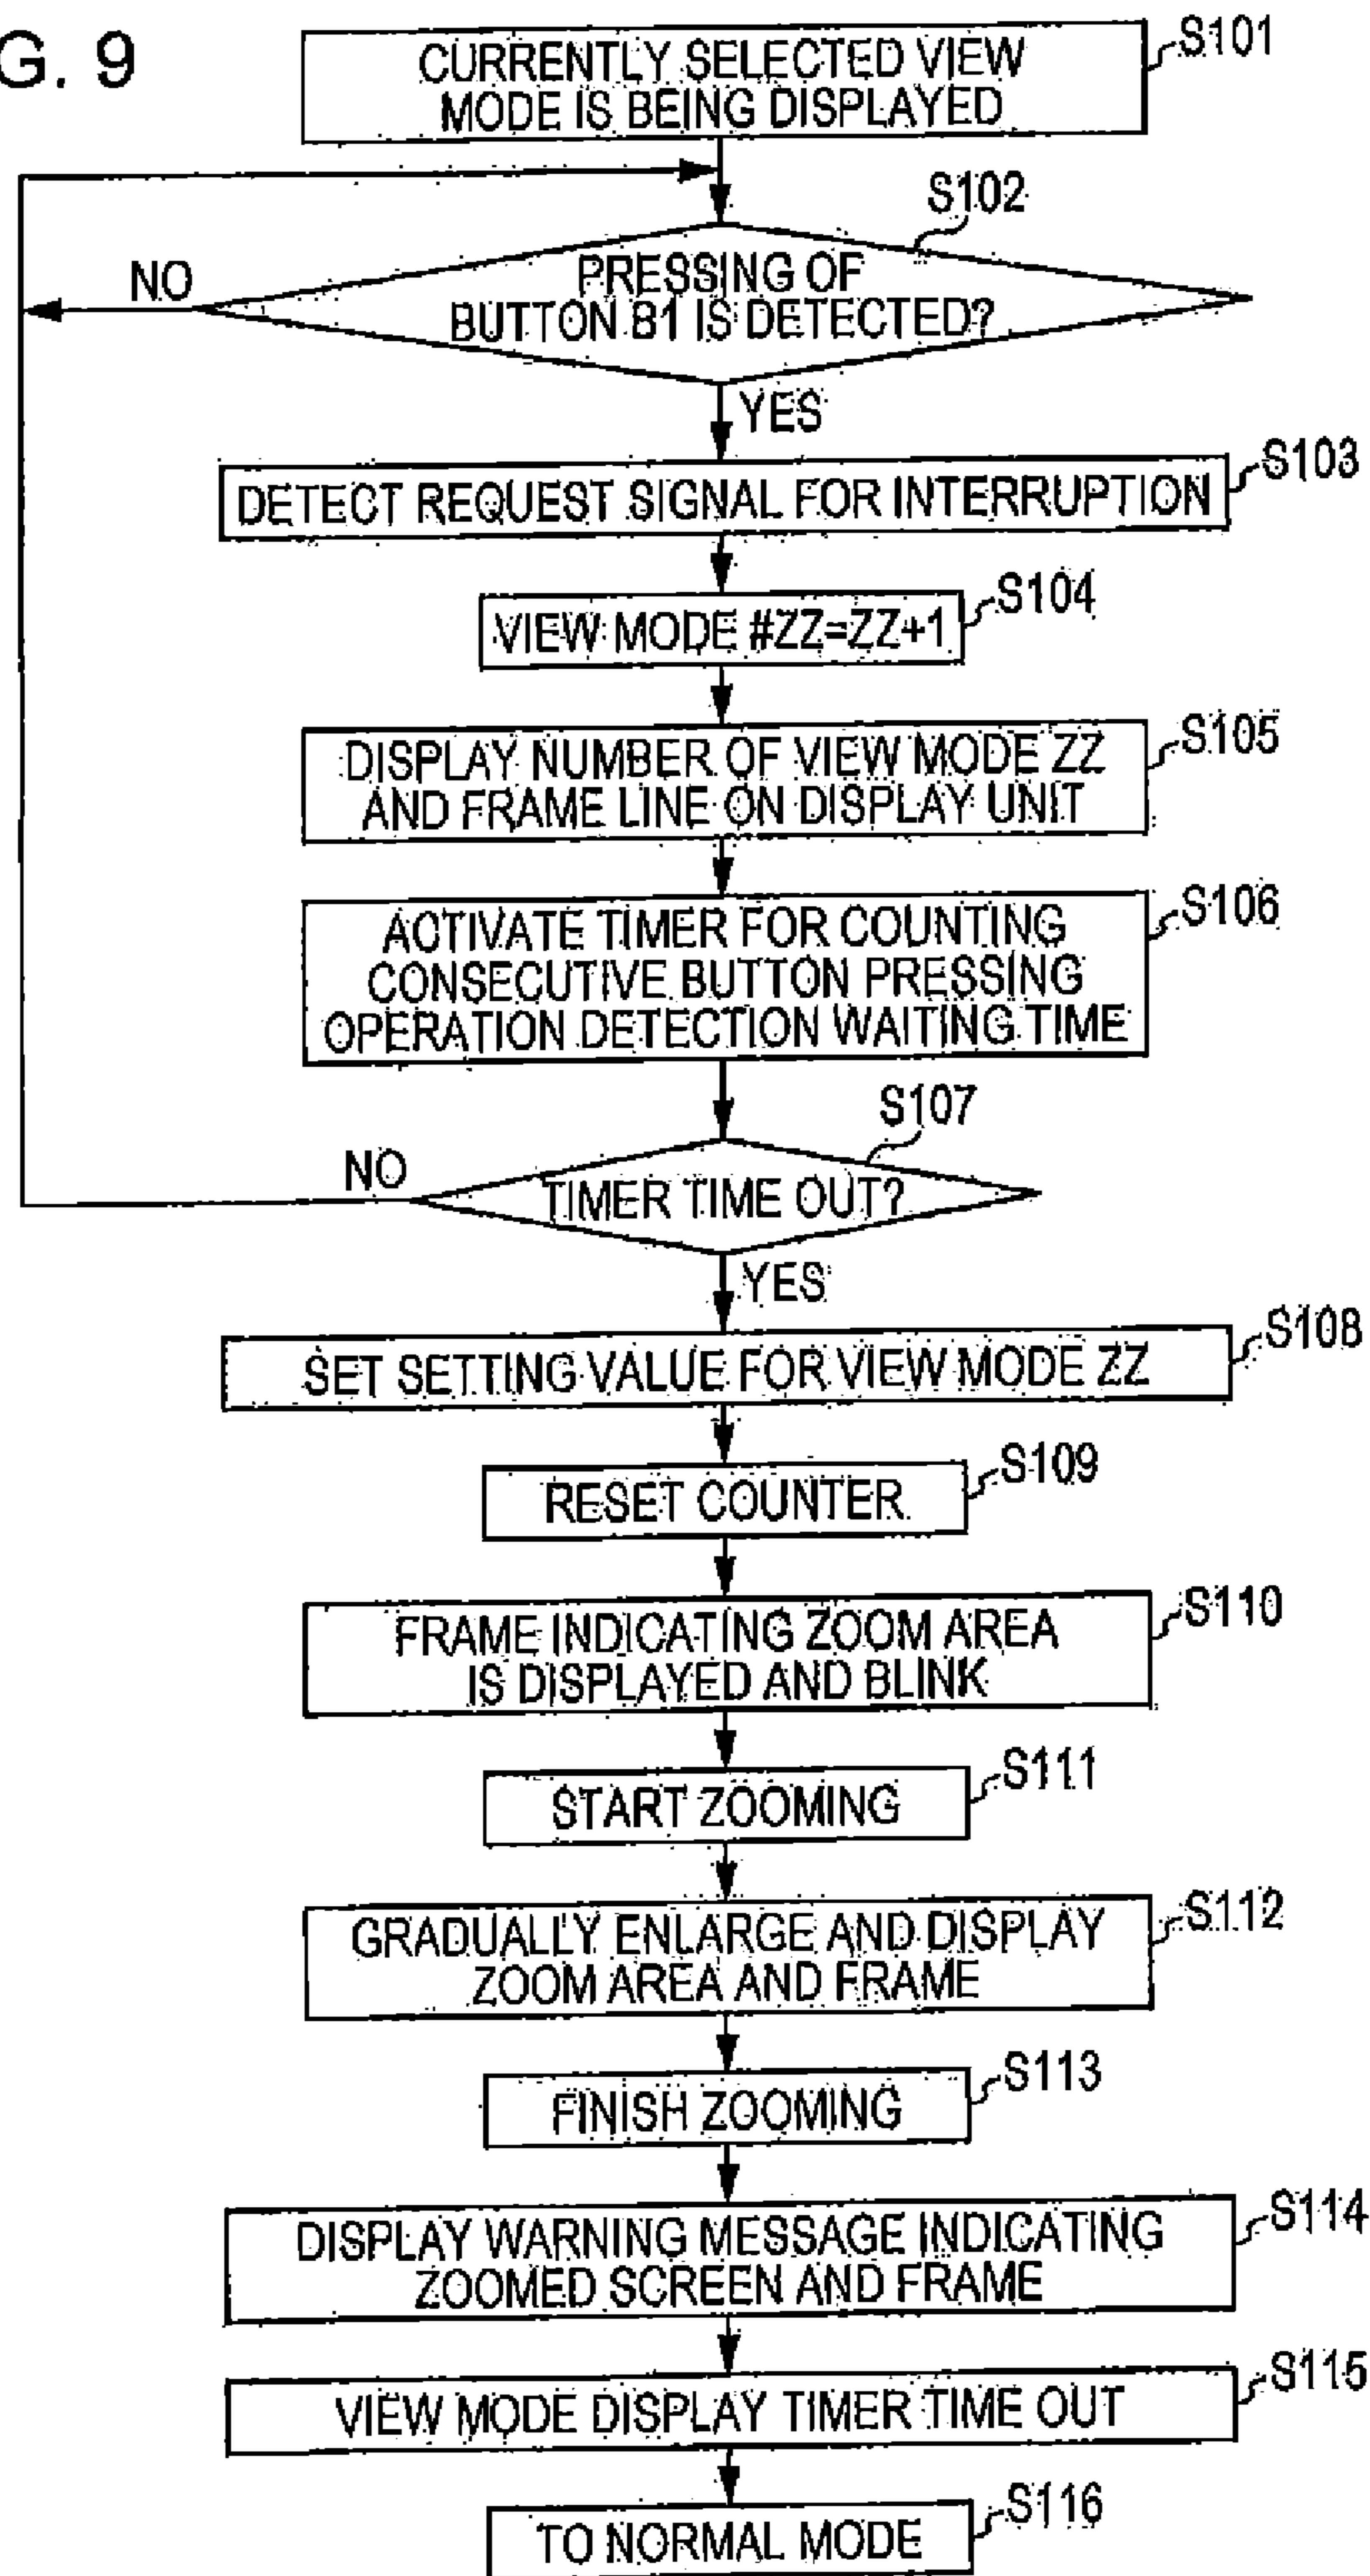 G. 9
CURRENTLY SELECTED VIEW
MODE IS BEING DISPLAYED
S101
S102
PRESSING OF
BUTTON B1 IS DETECTED?
NO
YES
S103
DETECT REQUEST SIGNAL FOR INTERRUPTION
S104
VIEW MODE #ZZ=ZZ+1
S105
DISPLAY NUMBER OF VIEW MODE ZZ
AND FRAME LINE ON DISPLAY UNIT
S106
ACTIVATE TIMER FOR COUNTING
CONSECUTIVE BUTTON PRESSING
OPERATION DETECTION WAITING TIME
S107
NO
TIMER TIME OUT?
YES
S108
SET SETTING VALUE FOR VIEW MODE ZZ
S109
RESET COUNTER
S110
FRAME INDICATING ZOOM AREA
IS DISPLAYED AND BLINK
S111
START ZOOMING
S112
GRADUALLY ENLARGE AND DISPLAY
ZOOM AREA AND FRAME
S113
FINISH ZOOMING
S114
DISPLAY WARNING MESSAGE INDICATING
ZOOMED SCREEN AND FRAME
S115
VIEW MODE DISPLAY TIMER TIME OUT
S116
TO NORMAL MODE